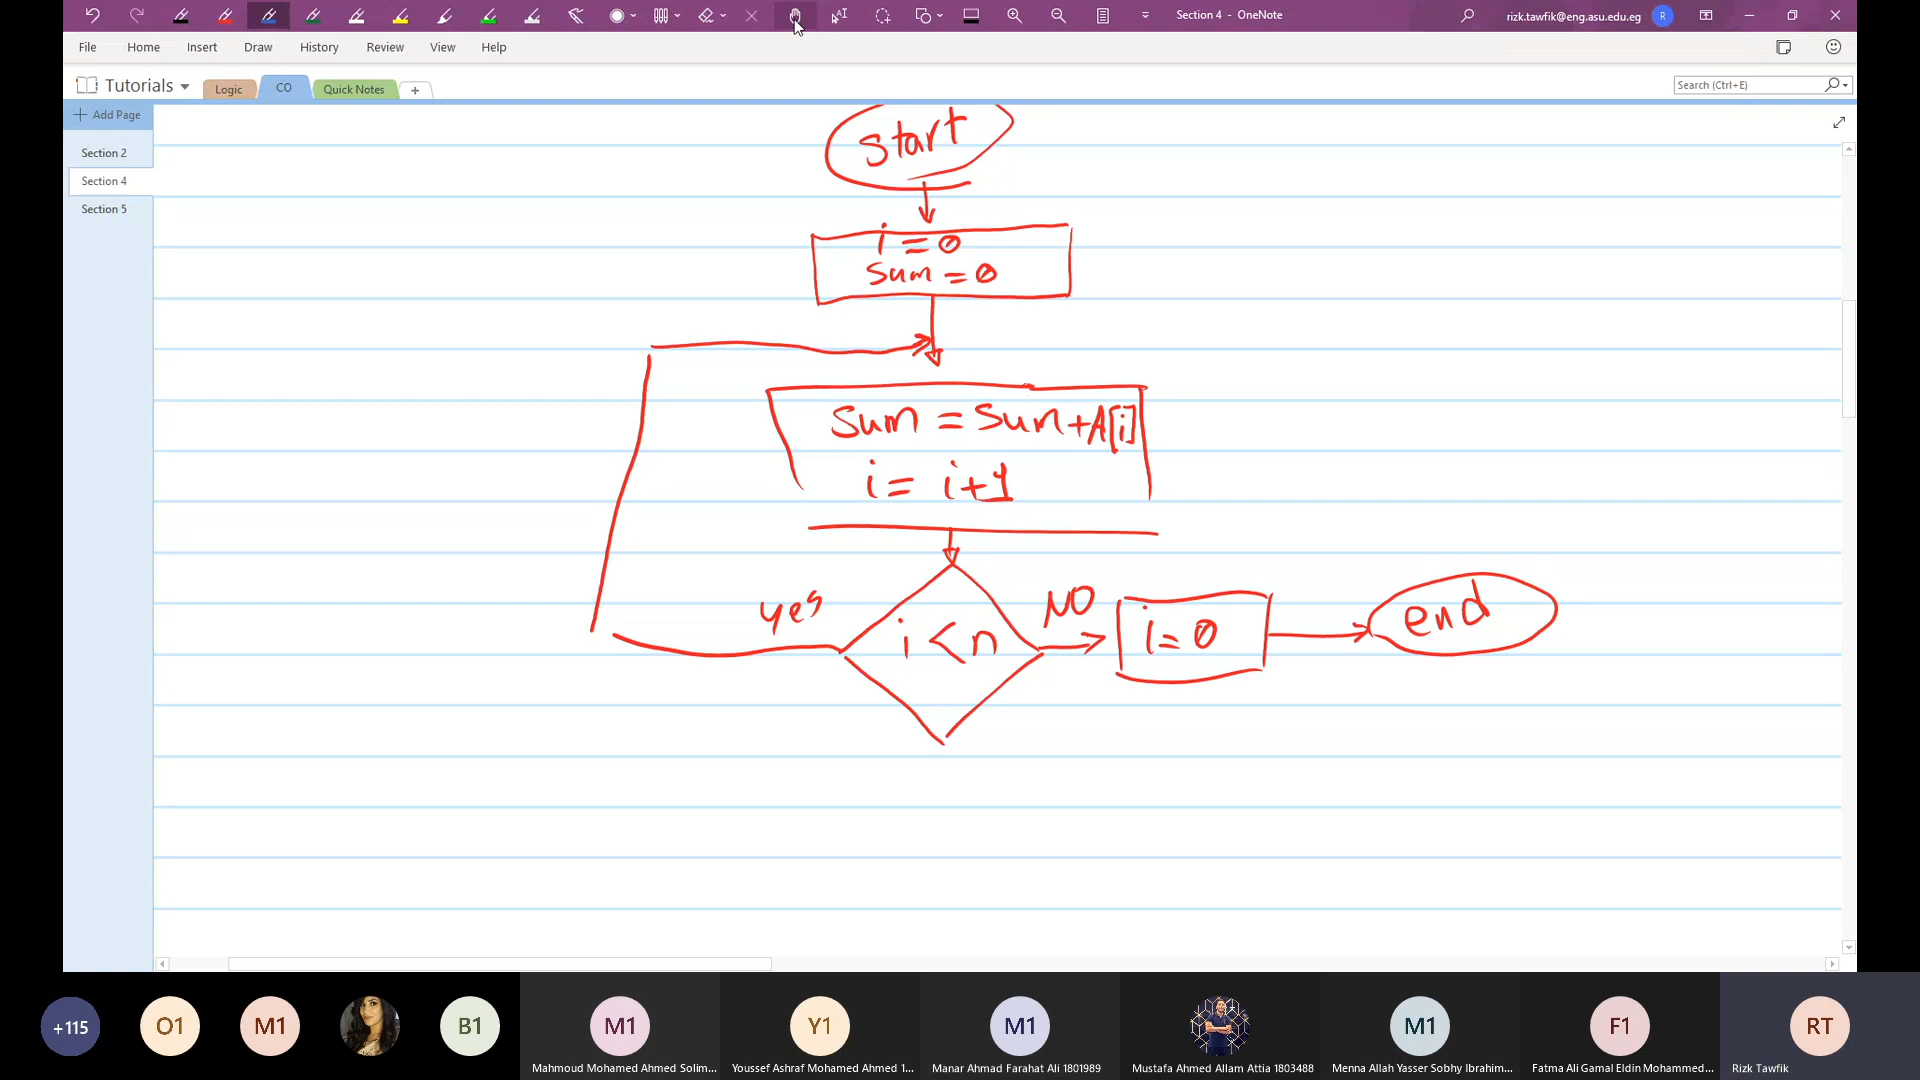 Section 4 - OneNote
rizk.tawfik@eng.asu.edu.eg
R
File Home Insert Draw History Review View Help
Tutorials
Logic
CO
Quick Notes
Search (Ctrl+E)
Add Page
Section 2
Section 4
Section 5
start
i = 0
sum = 0
sum = sum+A[i]
i = i+1
yes
i < n
NO
i = 0
end
+115
O1
M1
B1
M1
Mahmoud Mohamed Ahmed Solim...
Y1
Youssef Ashraf Mohamed Ahmed 1...
M1
Manar Ahmad Farahat Ali 1801989
Mustafa Ahmed Allam Attia 1803488
M1
Menna Allah Yasser Sobhy Ibrahim...
F1
Fatma Ali Gamal Eldin Mohammed...
RT
Rizk Tawfik